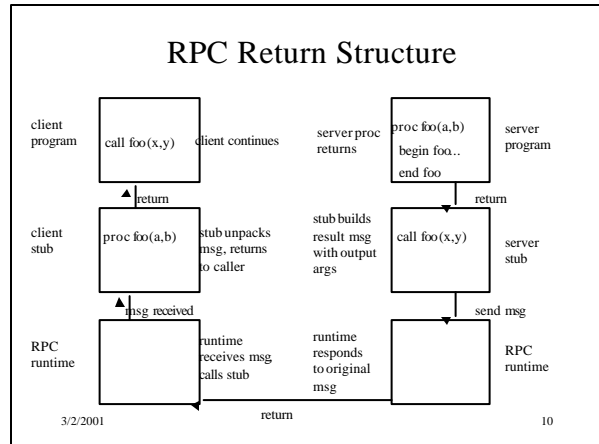 RPC Return Structure
client
program
call foo(x,y)
client continues
server proc
returns
proc foo(a,b)
begin foo...
end foo
server
program
return
return
client
stub
proc foo(a,b)
stub unpacks
msg, returns
to caller
stub builds
result msg
with output
args
call foo(x,y)
server
stub
msg received
send msg
RPC
runtime
runtime
receives msg,
calls stub
runtime
responds
to original
msg
RPC
runtime
return
3/2/2001
10